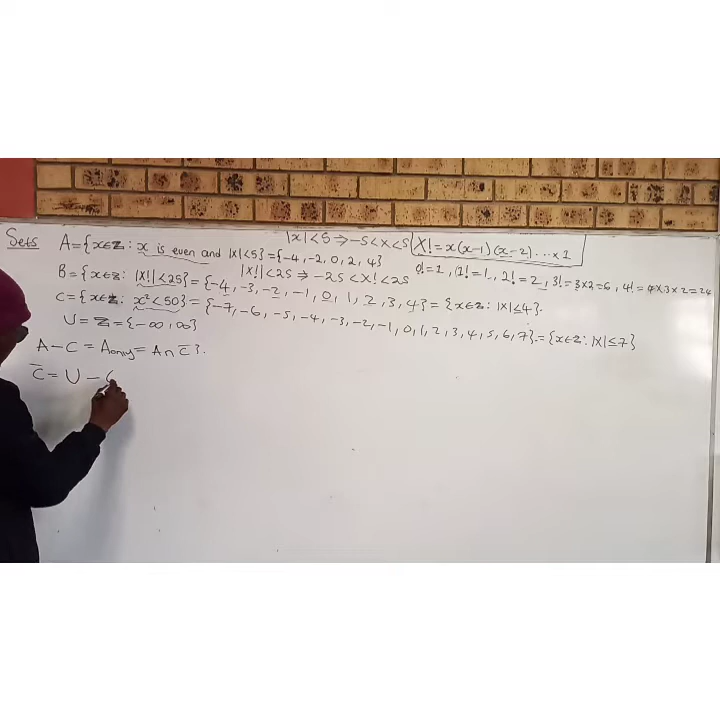 Sets A={x∈ℤ: x is even and |x|<5}={-4, -2, 0, 2, 4}
|x|<5 ⇒ -5<x<5
X!=x(x-1)(x-2)...×1
B={x∈ℤ: |X!|<25}={-4, -3, -2, -1, 0, 1, 2, 3, 4}={x∈ℤ: |X|≤4}.
|X!|<25 ⇒ -25<X!<25
0!=1, 1!=1, 2!=2, 3!=3×2=6, 4!=4×3×2=24
C={x∈ℤ: x²<50}={-7, -6, -5, -4, -3, -2, -1, 0, 1, 2, 3, 4, 5, 6, 7}.={x∈ℤ: |X|≤7}
U=ℤ={-∞, ∞}
A-C=A only=A∩C̅}.
C̅=U-C